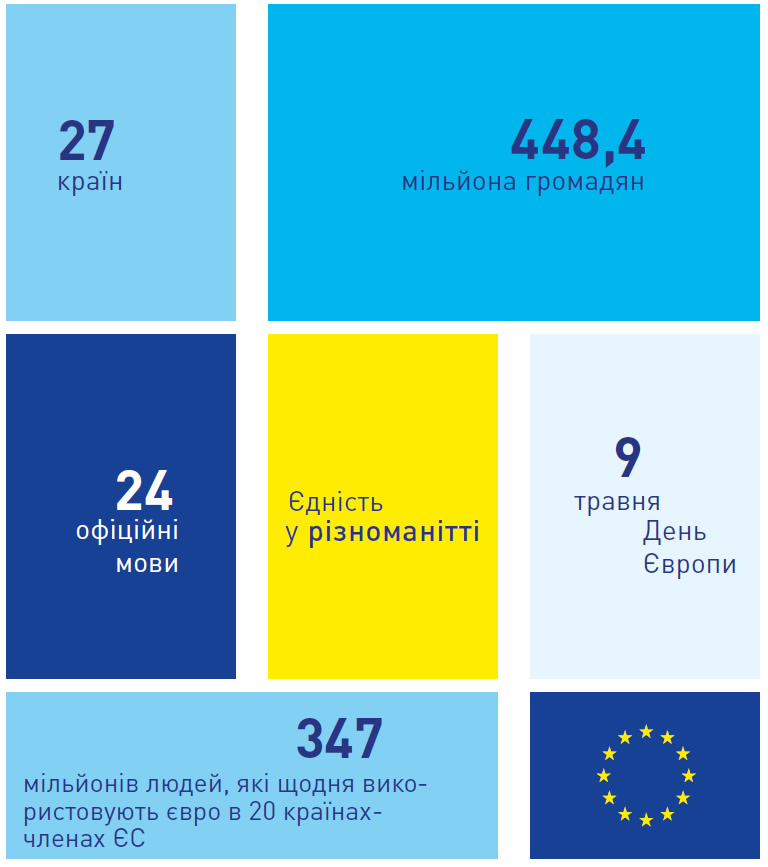 27
країн
448,4
мільйона громадян
24
офіційні
мови
Єдність
у різноманітті
9
травня
День
Європи
347
мільйонів людей, які щодня вико-
ристовують євро в 20 країнах-
членах ЄС